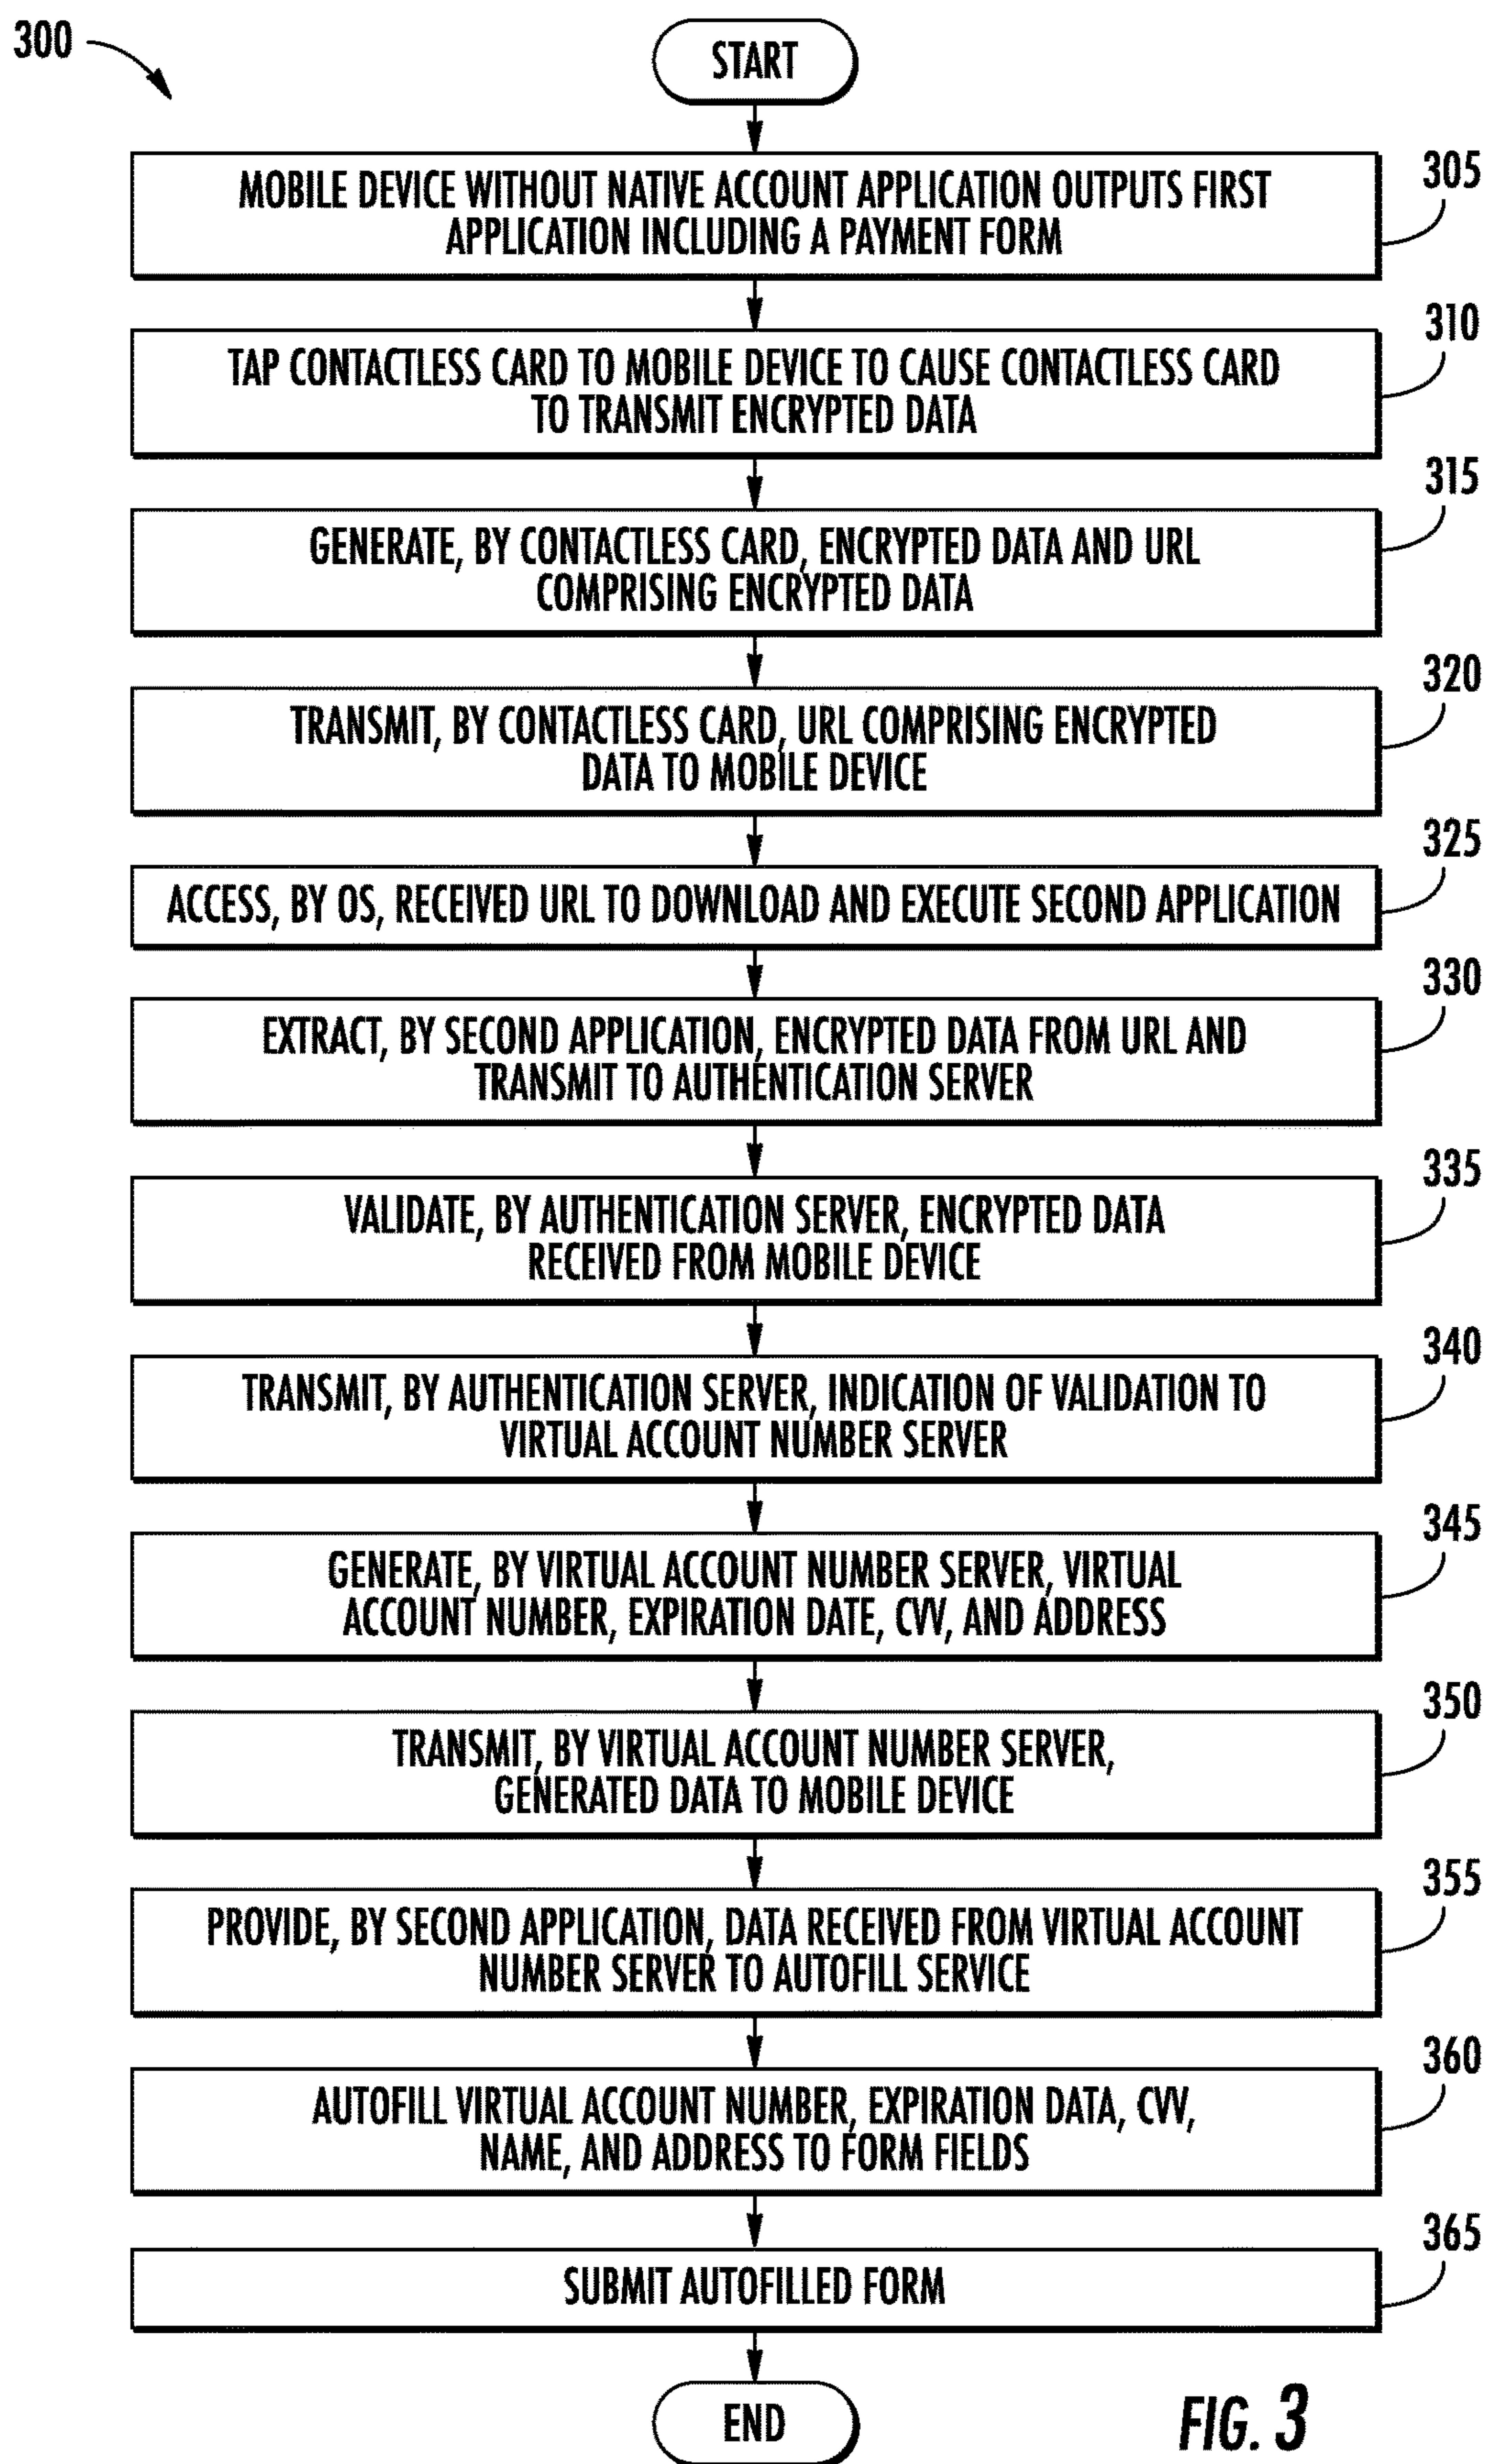 300
START
MOBILE DEVICE WITHOUT NATIVE ACCOUNT APPLICATION OUTPUTS FIRST
APPLICATION INCLUDING A PAYMENT FORM
305
TAP CONTACTLESS CARD TO MOBILE DEVICE TO CAUSE CONTACTLESS CARD
TO TRANSMIT ENCRYPTED DATA
310
GENERATE, BY CONTACTLESS CARD, ENCRYPTED DATA AND URL
COMPRISING ENCRYPTED DATA
315
TRANSMIT, BY CONTACTLESS CARD, URL COMPRISING ENCRYPTED
DATA TO MOBILE DEVICE
320
ACCESS, BY OS, RECEIVED URL TO DOWNLOAD AND EXECUTE SECOND APPLICATION
325
EXTRACT, BY SECOND APPLICATION, ENCRYPTED DATA FROM URL AND
TRANSMIT TO AUTHENTICATION SERVER
330
VALIDATE, BY AUTHENTICATION SERVER, ENCRYPTED DATA
RECEIVED FROM MOBILE DEVICE
335
TRANSMIT, BY AUTHENTICATION SERVER, INDICATION OF VALIDATION TO
VIRTUAL ACCOUNT NUMBER SERVER
340
GENERATE, BY VIRTUAL ACCOUNT NUMBER SERVER, VIRTUAL
ACCOUNT NUMBER, EXPIRATION DATE, CVV, AND ADDRESS
345
TRANSMIT, BY VIRTUAL ACCOUNT NUMBER SERVER,
GENERATED DATA TO MOBILE DEVICE
350
PROVIDE, BY SECOND APPLICATION, DATA RECEIVED FROM VIRTUAL ACCOUNT
NUMBER SERVER TO AUTOFILL SERVICE
355
AUTOFILL VIRTUAL ACCOUNT NUMBER, EXPIRATION DATA, CVV,
NAME, AND ADDRESS TO FORM FIELDS
360
SUBMIT AUTOFILLED FORM
365
END
FIG. 3